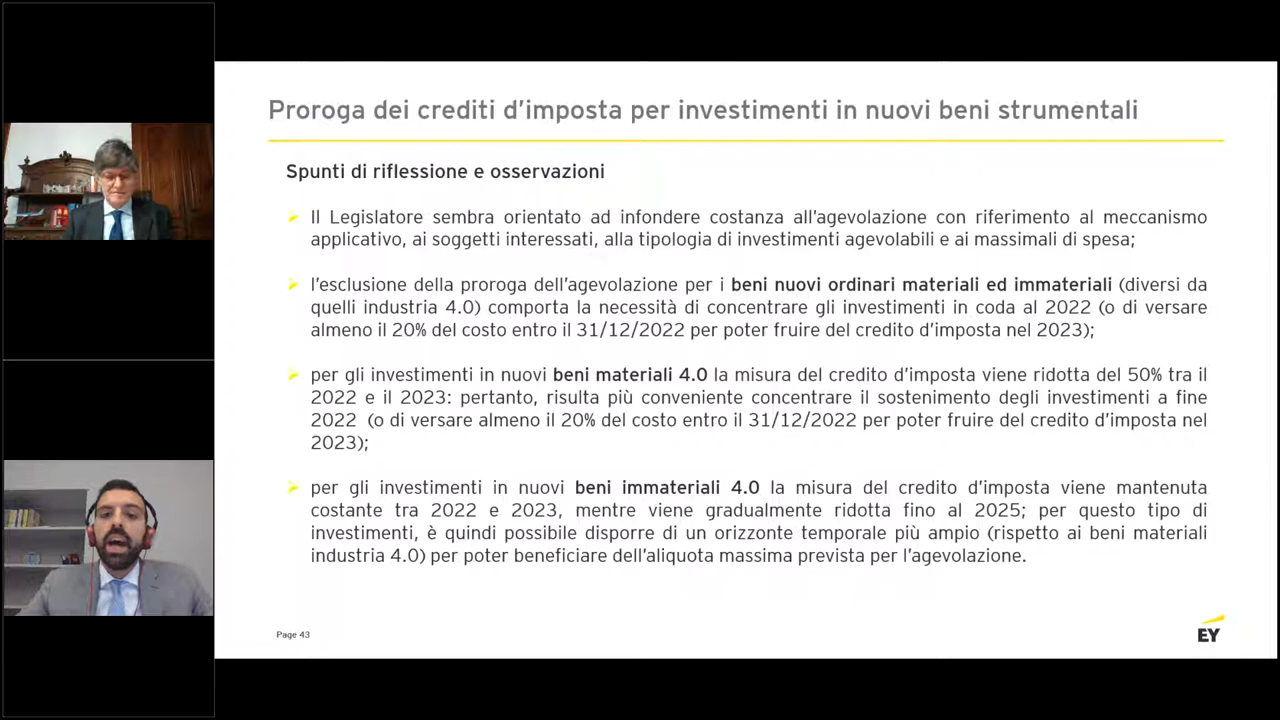 Proroga dei crediti d'imposta per investimenti in nuovi beni strumentali
Spunti di riflessione e osservazioni
Il Legislatore sembra orientato ad infondere costanza all'agevolazione con riferimento al meccanismo
applicativo, ai soggetti interessati, alla tipologia di investimenti agevolabili e ai massimali di spesa;
l'esclusione della proroga dell'agevolazione per i beni nuovi ordinari materiali ed immateriali (diversi da
quelli industria 4.0) comporta la necessità di concentrare gli investimenti in coda al 2022 (o di versare
almeno il 20% del costo entro il 31/12/2022 per poter fruire del credito d'imposta nel 2023);
per gli investimenti in nuovi beni materiali 4.0 la misura del credito d'imposta viene ridotta del 50% tra il
2022 e il 2023: pertanto, risulta più conveniente concentrare il sostenimento degli investimenti a fine
2022 (o di versare almeno il 20% del costo entro il 31/12/2022 per poter fruire del credito d'imposta nel
2023);
per gli investimenti in nuovi beni immateriali 4.0 la misura del credito d'imposta viene mantenuta
costante tra 2022 e 2023, mentre viene gradualmente ridotta fino al 2025; per questo tipo di
investimenti, è quindi possibile disporre di un orizzonte temporale più ampio (rispetto ai beni materiali
industria 4.0) per poter beneficiare dell'aliquota massima prevista per l'agevolazione.
Page 43
EY